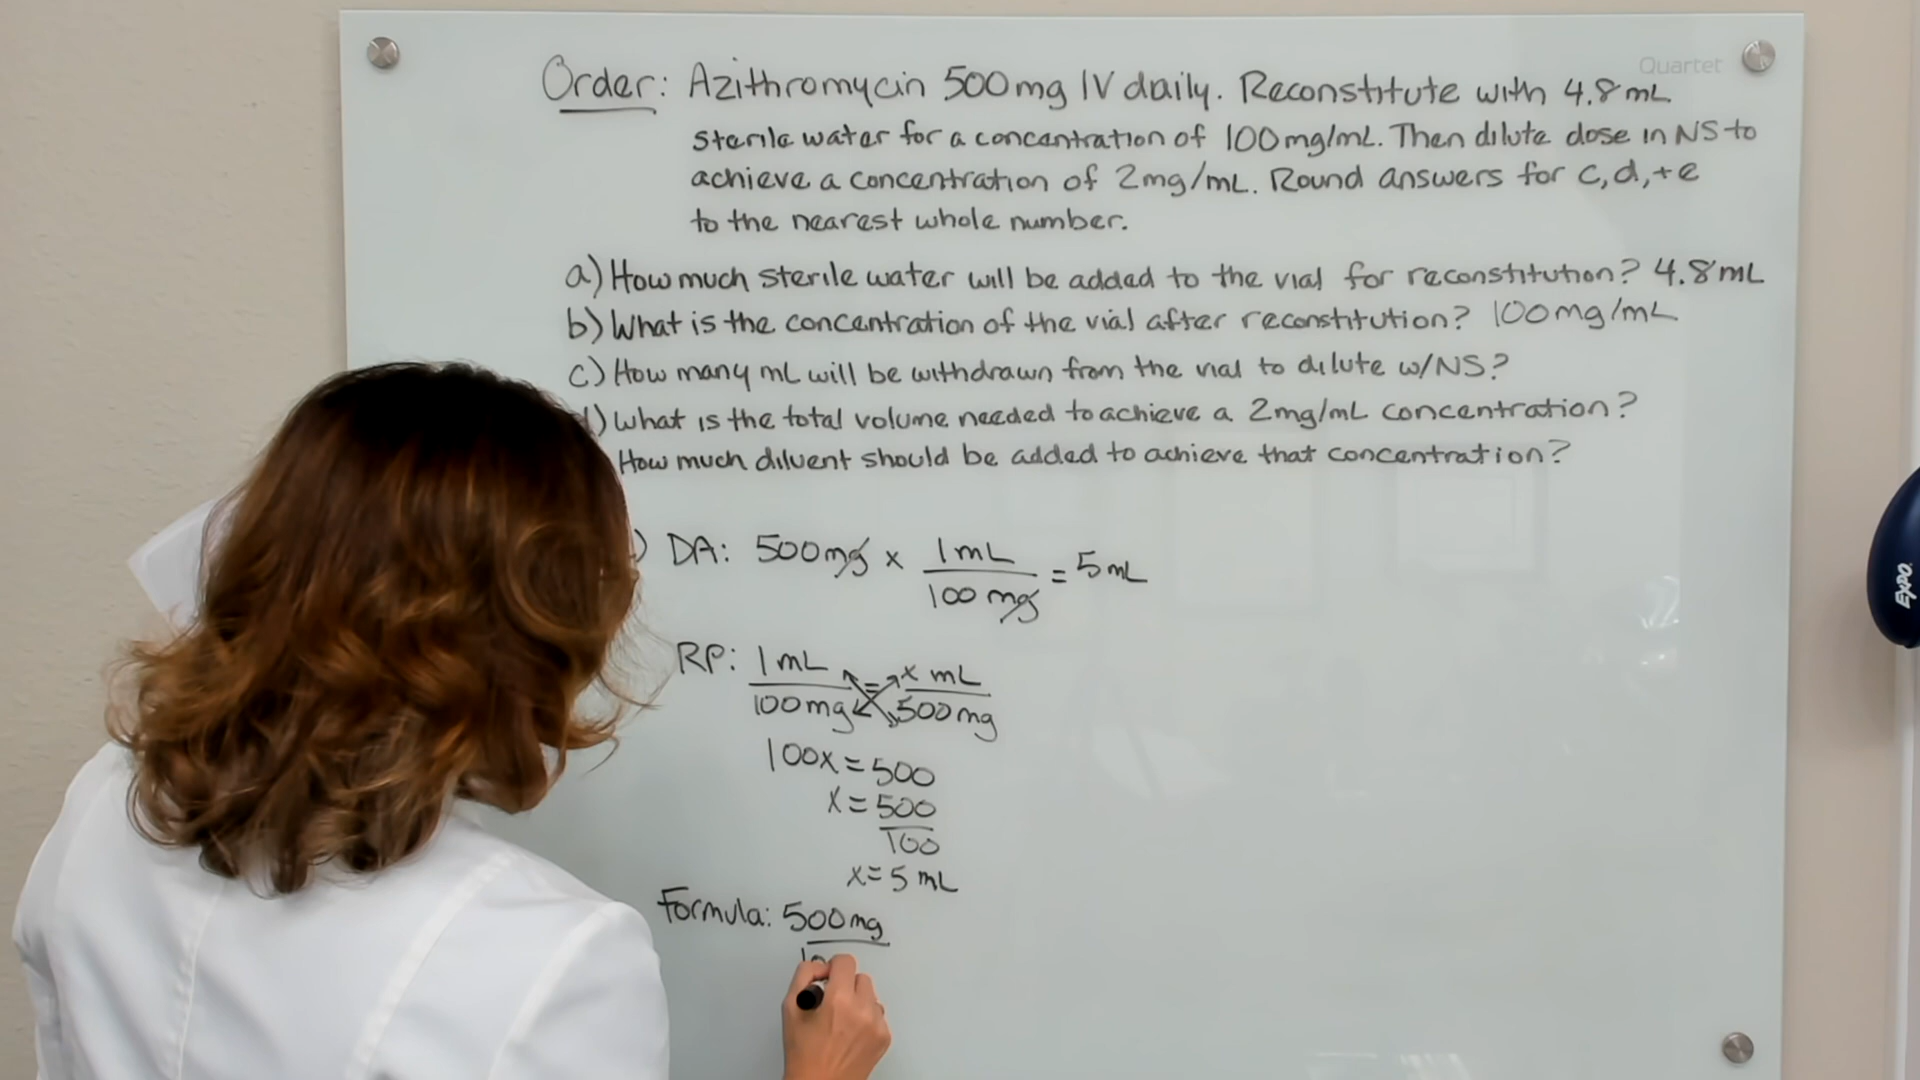 Quartet
Order: Azithromycin 500mg IV daily. Reconstitute with 4.8mL
sterile water for a concentration of 100mg/mL. Then dilute dose in NS to
achieve a concentration of 2mg/mL. Round answers for c,d,+e
to the nearest whole number.
a) How much sterile water will be added to the vial for reconstitution? 4.8mL
b) What is the concentration of the vial after reconstitution? 100mg/mL
c) How many mL will be withdrawn from the vial to dilute w/NS?
) What is the total volume needed to achieve a 2mg/mL concentration?
How much diluent should be added to achieve that concentration?
) DA: 500mg x 1mL = 5mL
100mg
RP: 1mL = x mL
100mg 500mg
100x=500
x=500
100
x=5mL
Formula: 500mg
EXPO